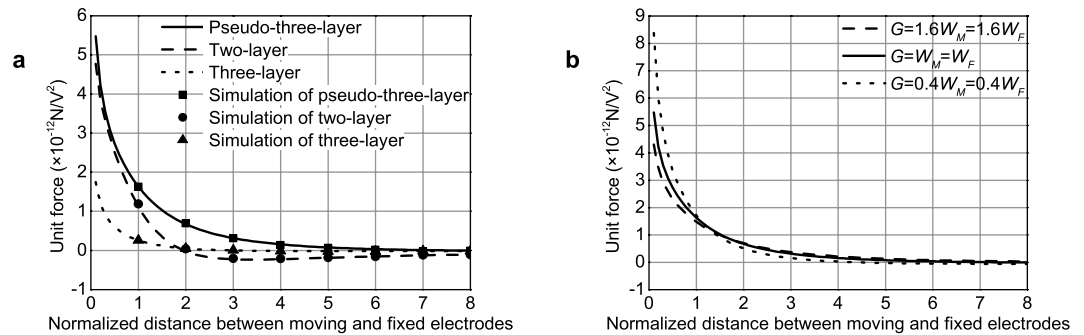 a
6
5
4
3
2
1
0
-1
Unit force (×10⁻¹²N/V²)
Pseudo-three-layer
Two-layer
Three-layer
Simulation of pseudo-three-layer
Simulation of two-layer
Simulation of three-layer
0 1 2 3 4 5 6 7 8
Normalized distance between moving and fixed electrodes
b
9
8
7
6
5
4
3
2
1
0
-1
Unit force (×10⁻¹²N/V²)
G=1.6W_M=1.6W_F
G=W_M=W_F
G=0.4W_M=0.4W_F
0 1 2 3 4 5 6 7 8
Normalized distance between moving and fixed electrodes